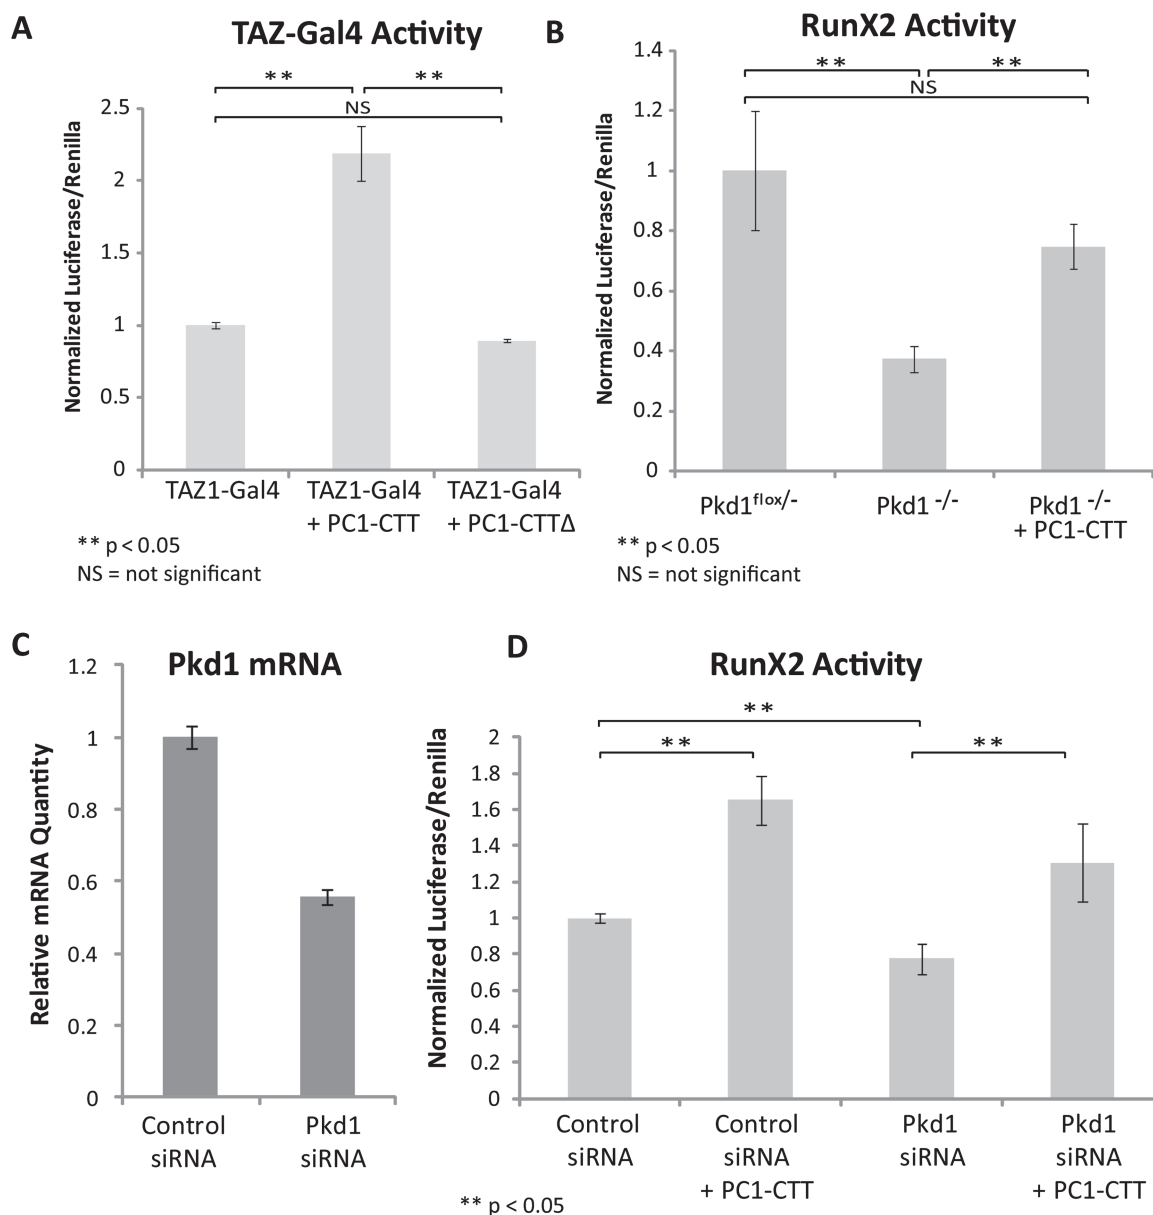 A
TAZ-Gal4 Activity
Normalized Luciferase/Renilla
** **
NS
2.5
2
1.5
1
0.5
0
TAZ1-Gal4
TAZ1-Gal4
+ PC1-CTT
TAZ1-Gal4
+ PC1-CTTΔ
** p < 0.05
NS = not significant
B
RunX2 Activity
Normalized Luciferase/Renilla
** **
NS
1.4
1.2
1
0.8
0.6
0.4
0.2
0
Pkd1flox/-
Pkd1 -/-
Pkd1 -/-
+ PC1-CTT
** p < 0.05
NS = not significant
C
Pkd1 mRNA
Relative mRNA Quantity
1.2
1
0.8
0.6
0.4
0.2
0
Control
siRNA
Pkd1
siRNA
D
RunX2 Activity
Normalized Luciferase/Renilla
**
** **
2
1.8
1.6
1.4
1.2
1
0.8
0.6
0.4
0.2
0
Control
siRNA
Control
siRNA
+ PC1-CTT
Pkd1
siRNA
Pkd1
siRNA
+ PC1-CTT
** p < 0.05